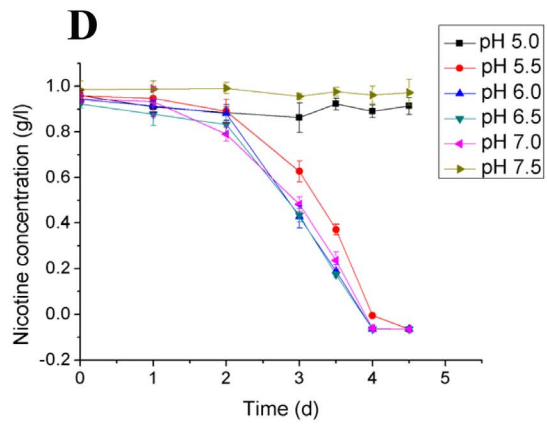 D
pH 5.0
pH 5.5
pH 6.0
pH 6.5
pH 7.0
pH 7.5
Nicotine concentration (g/l)
1.0
0.8
0.6
0.4
0.2
0.0
-0.2
0 1 2 3 4 5
Time (d)